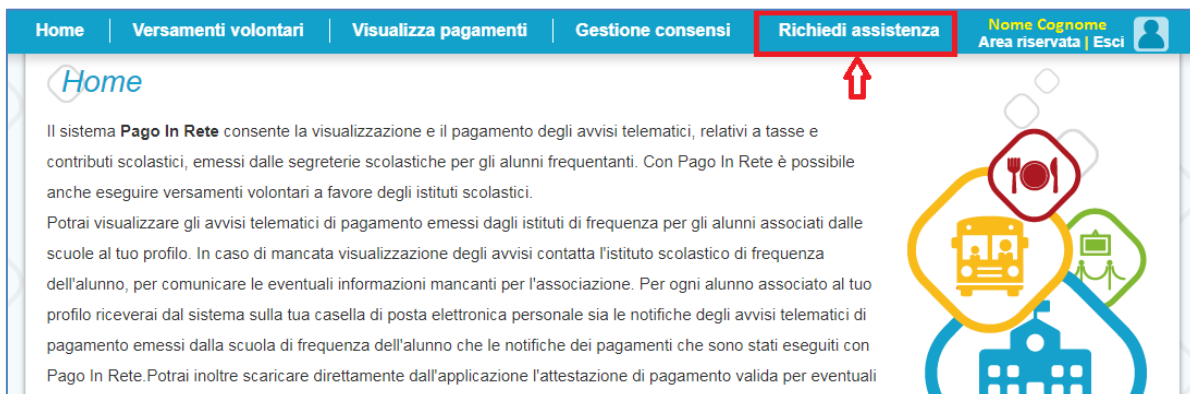 Home Versamenti volontari Visualizza pagamenti Gestione consensi Richiedi assistenza Nome Cognome
Area riservata | Esci
Home
Il sistema Pago In Rete consente la visualizzazione e il pagamento degli avvisi telematici, relativi a tasse e
contributi scolastici, emessi dalle segreterie scolastiche per gli alunni frequentanti. Con Pago In Rete è possibile
anche eseguire versamenti volontari a favore degli istituti scolastici.
Potrai visualizzare gli avvisi telematici di pagamento emessi dagli istituti di frequenza per gli alunni associati dalle
scuole al tuo profilo. In caso di mancata visualizzazione degli avvisi contatta l'istituto scolastico di frequenza
dell'alunno, per comunicare le eventuali informazioni mancanti per l'associazione. Per ogni alunno associato al tuo
profilo riceverai dal sistema sulla tua casella di posta elettronica personale sia le notifiche degli avvisi telematici di
pagamento emessi dalla scuola di frequenza dell'alunno che le notifiche dei pagamenti che sono stati eseguiti con
Pago In Rete.Potrai inoltre scaricare direttamente dall'applicazione l'attestazione di pagamento valida per eventuali